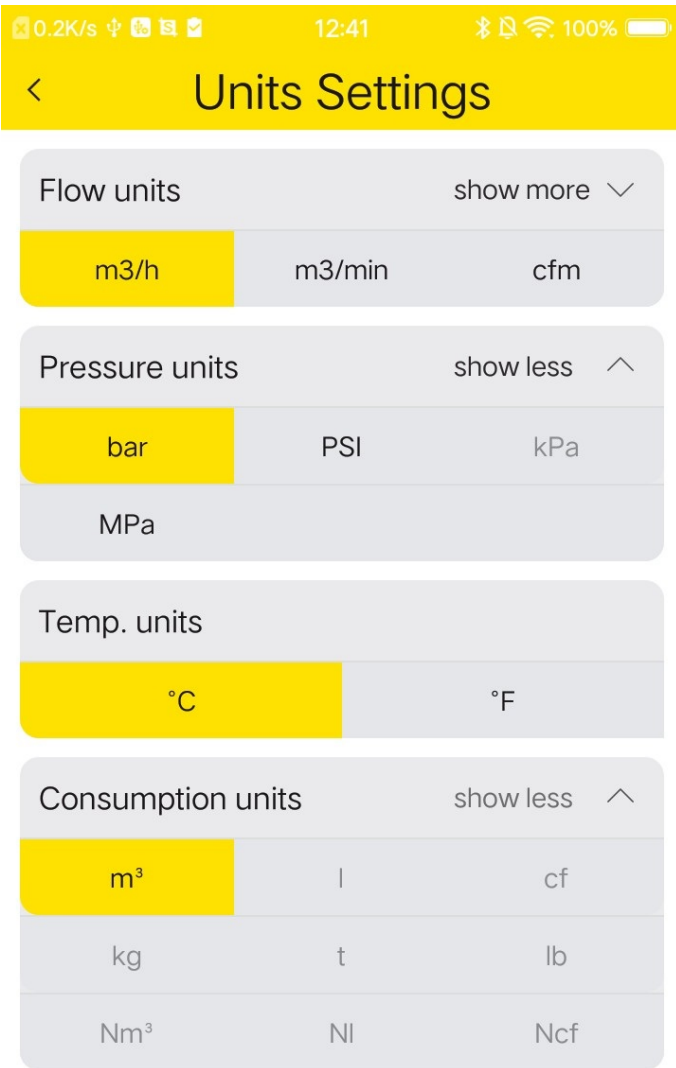 0.2K/s 12:41 100%
Units Settings
Flow units show more
m3/h m3/min cfm
Pressure units show less
bar PSI kPa
MPa
Temp. units
°C °F
Consumption units show less
m³ l cf
kg t lb
Nm³ Nl Ncf